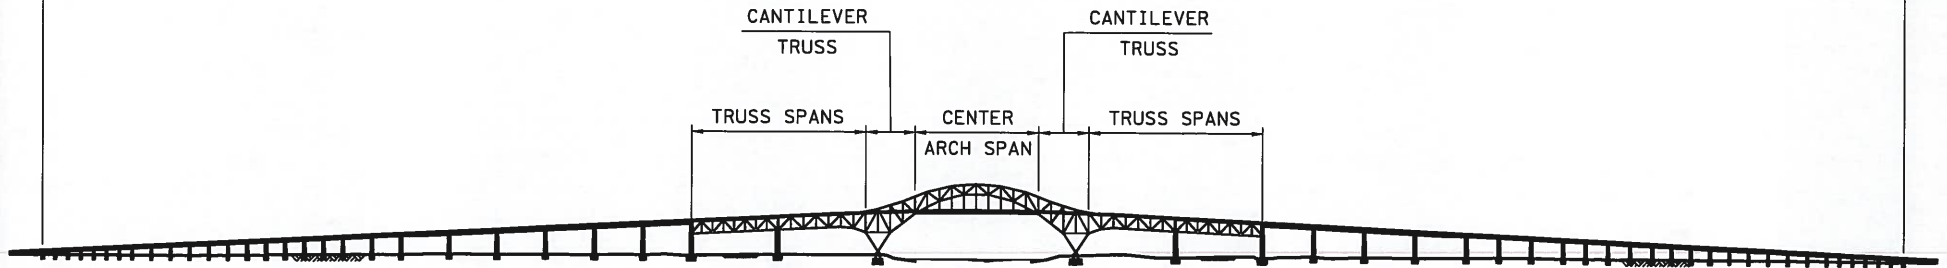 CANTILEVER
TRUSS
CANTILEVER
TRUSS
TRUSS SPANS
CENTER
ARCH SPAN
TRUSS SPANS